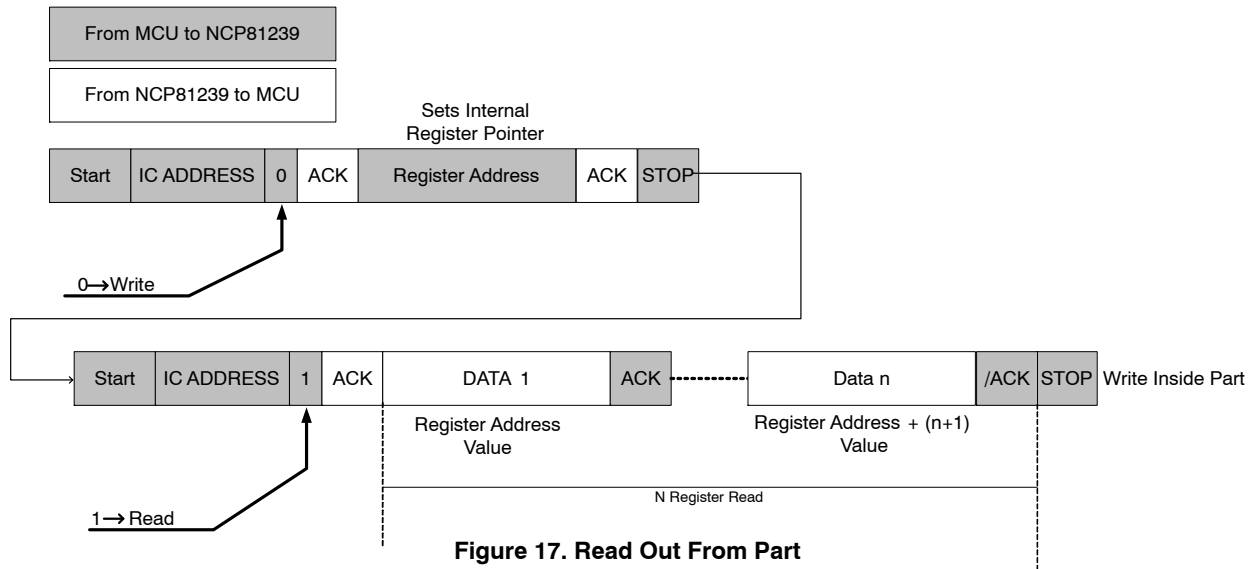 From MCU to NCP81239
From NCP81239 to MCU
Sets Internal
Register Pointer
Start IC ADDRESS 0 ACK Register Address ACK STOP
0→Write
Start IC ADDRESS 1 ACK DATA 1 ACK Data n /ACK STOP Write Inside Part
Register Address
Value
Register Address + (n+1)
Value
N Register Read
1→Read
Figure 17. Read Out From Part